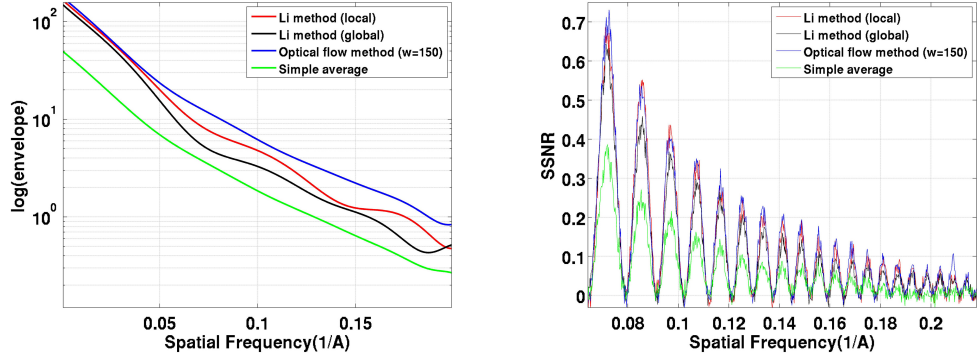 Li method (local)
Li method (global)
Optical flow method (w=150)
Simple average
log(envelope)
10²
10¹
10⁰
0.05 0.1 0.15
Spatial Frequency(1/A)
Li method (local)
Li method (global)
Optical flow method (w=150)
Simple average
SSNR
0.7
0.6
0.5
0.4
0.3
0.2
0.1
0
0.08 0.1 0.12 0.14 0.16 0.18 0.2
Spatial Frequency(1/A)